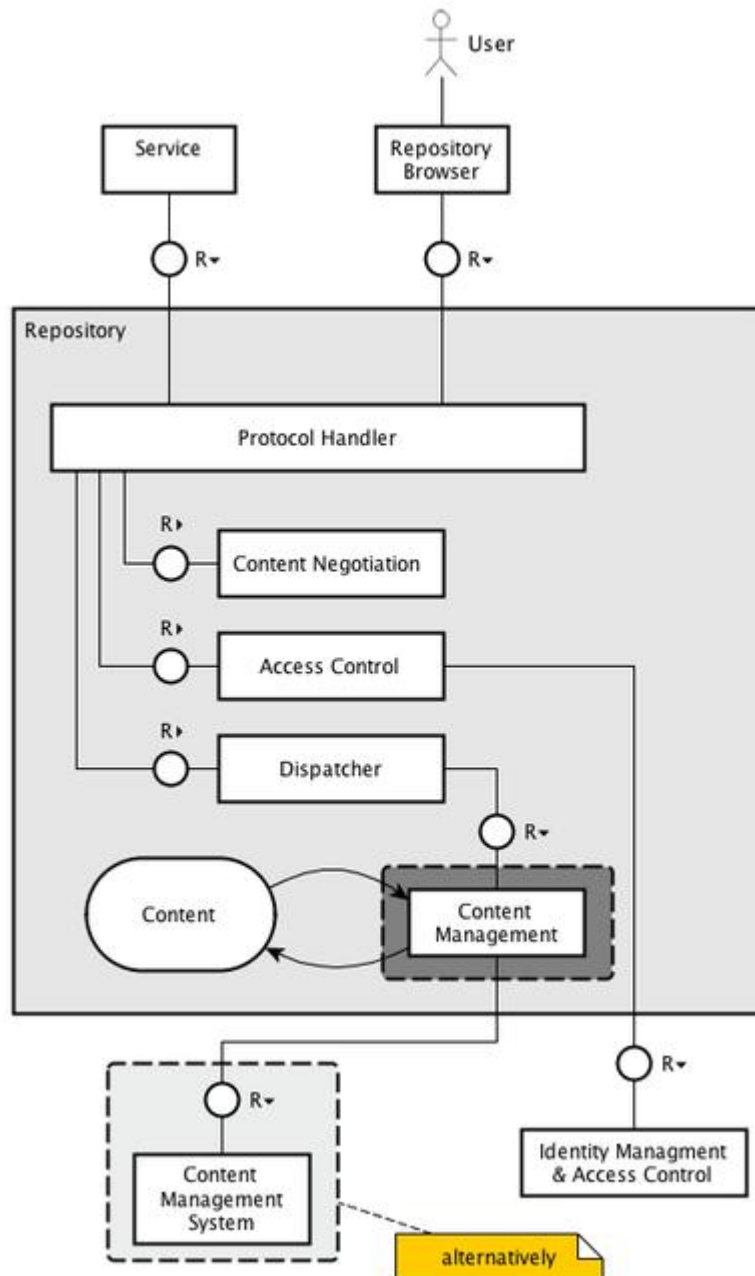 User
Service
Repository
Browser
R▾
R▾
Repository
Protocol Handler
R▸
Content Negotiation
R▸
Access Control
R▸
Dispatcher
R▾
Content
Content
Management
R▾
R▾
Content
Management
System
Identity Managment
& Access Control
alternatively